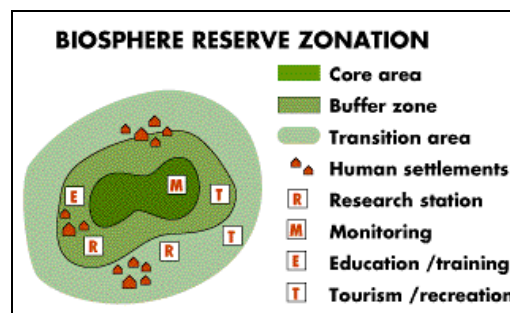 BIOSPHERE RESERVE ZONATION
Core area
Buffer zone
Transition area
Human settlements
R Research station
M Monitoring
E Education /training
T Tourism /recreation
E
M
T
R
R
T